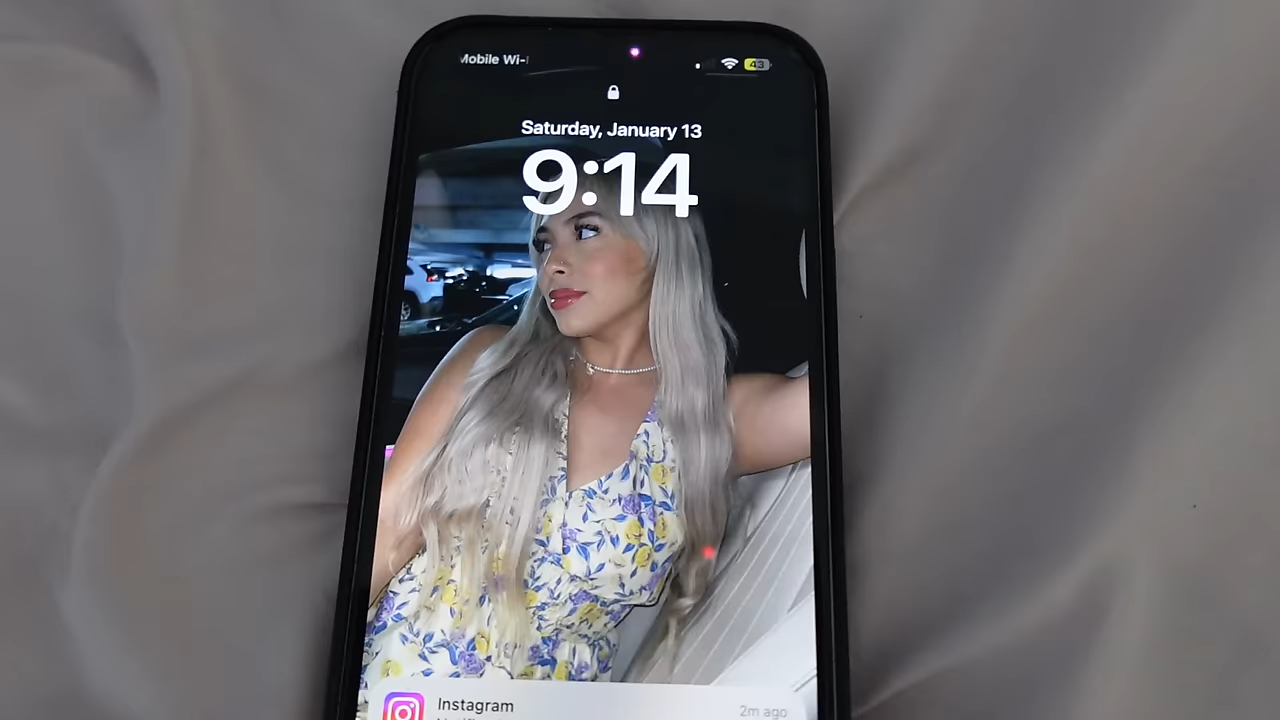 Mobile Wi-
43
Saturday, January 13
9:14
Instagram
2m ago